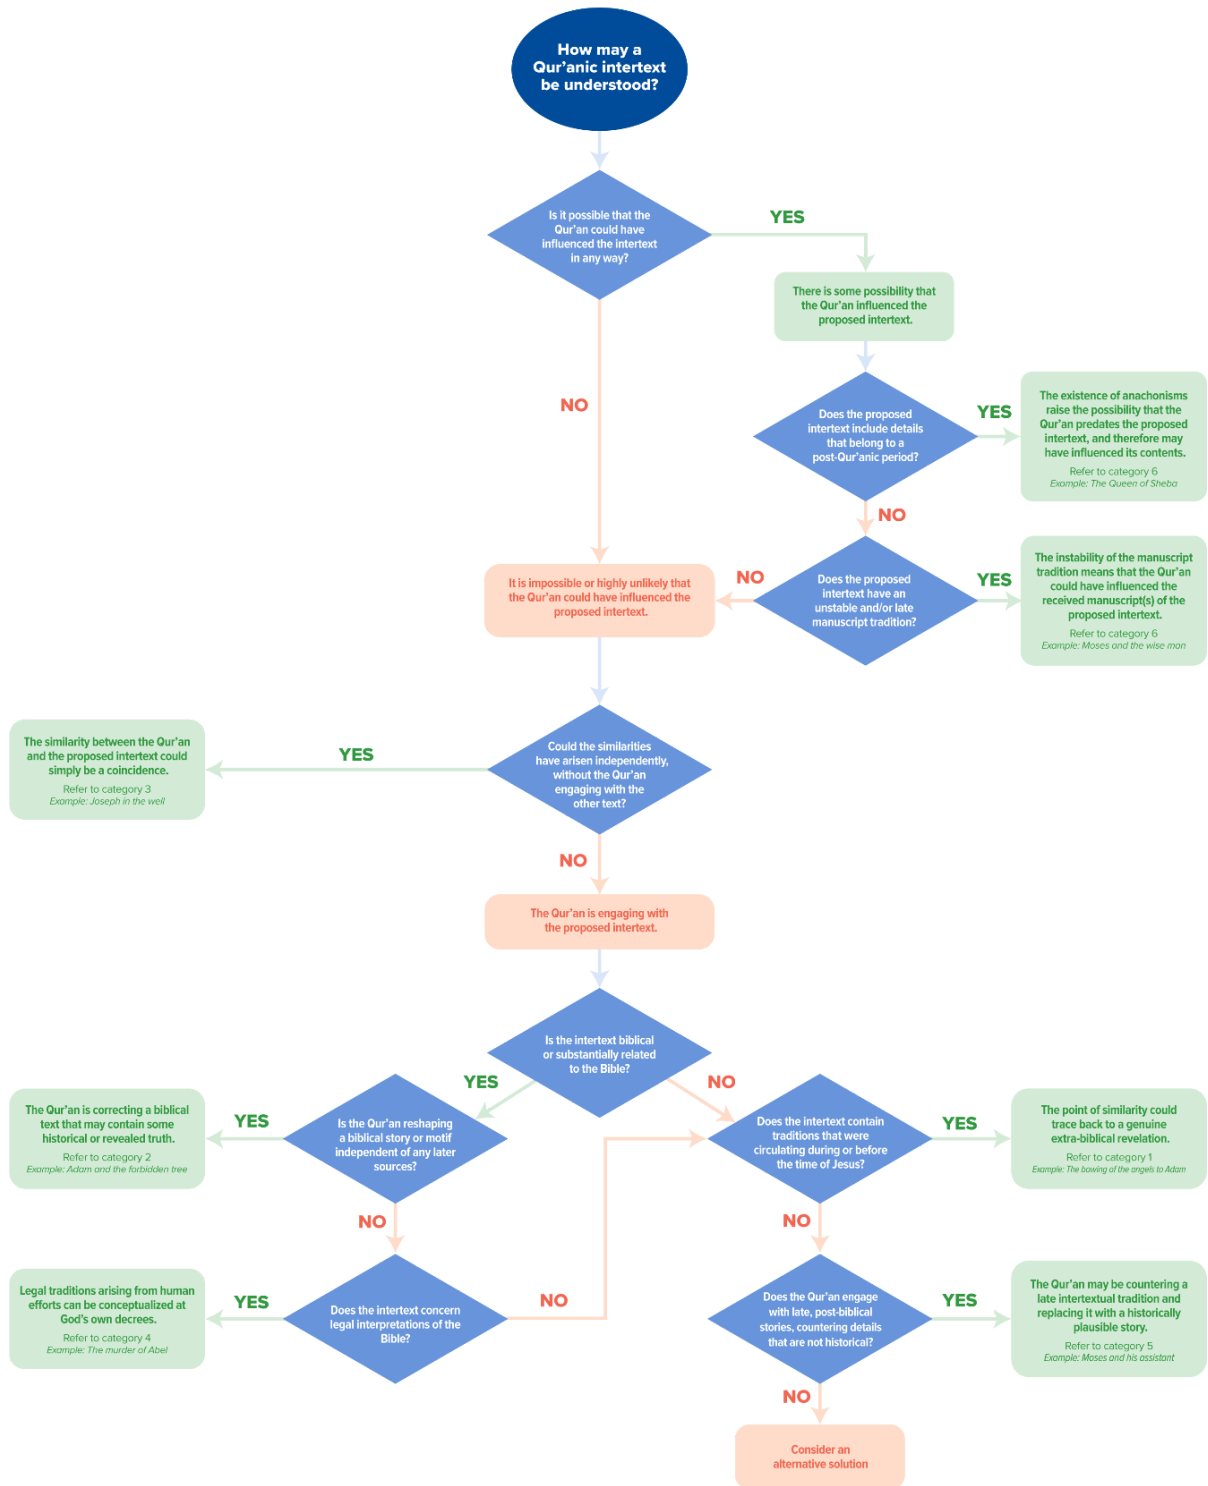 How may a
Qur'anic intertext
be understood?
Is it possible that the
Qur'an could have
influenced the intertext
in any way?
YES
There is some possibility that
the Qur'an influenced the
proposed intertext.
NO
Does the proposed
intertext include details
that belong to a
post-Qur'anic period?
YES
The existence of anachonisms
raise the possibility that the
Qur'an predates the proposed
intertext, and therefore may
have influenced its contents.
Refer to category 6
Example: The Queen of Sheba
NO
It is impossible or highly unlikely that
the Qur'an could have influenced the
proposed intertext.
NO
Does the proposed
intertext have an
unstable and/or late
manuscript tradition?
YES
The instability of the manuscript
tradition means that the Qur'an
could have influenced the
received manuscript(s) of the
proposed intertext.
Refer to category 6
Example: Moses and the wise man
The similarity between the Qur'an
and the proposed intertext could
simply be a coincidence.
Refer to category 3
Example: Joseph in the well
YES
Could the similarities
have arisen independently,
without the Qur'an
engaging with the
other text?
NO
The Qur'an is engaging with
the proposed intertext.
Is the intertext biblical
or substantially related
to the Bible?
YES
NO
The Qur'an is correcting a biblical
text that may contain some
historical or revealed truth.
Refer to category 2
Example: Adam and the forbidden tree
YES
Is the Qur'an reshaping
a biblical story or motif
independent of any later
sources?
Does the intertext contain
traditions that were
circulating during or before
the time of Jesus?
YES
The point of similarity could
trace back to a genuine
extra-biblical revelation.
Refer to category 1
Example: The bowing of the angels to Adam
NO
NO
Legal traditions arising from human
efforts can be conceptualized at
God's own decrees.
Refer to category 4
Example: The murder of Abel
YES
Does the intertext concern
legal interpretations of the
Bible?
NO
Does the Qur'an engage
with late, post-biblical
stories, countering details
that are not historical?
YES
The Qur'an may be countering a
late intertextual tradition and
replacing it with a historically
plausible story.
Refer to category 5
Example: Moses and his assistant
NO
Consider an
alternative solution